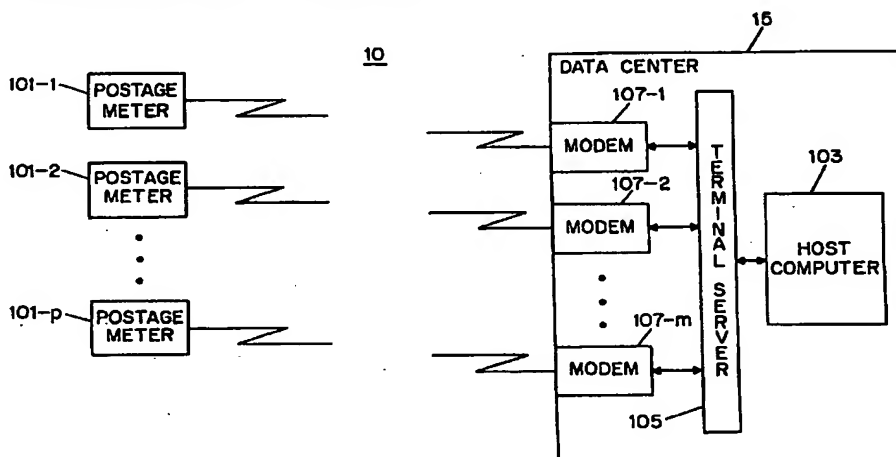 15
10
DATA CENTER
101-1
POSTAGE
METER
107-1
MODEM
101-2
POSTAGE
METER
107-2
MODEM
TERMINAL SERVER
103
HOST
COMPUTER
101-p
POSTAGE
METER
107-m
MODEM
105